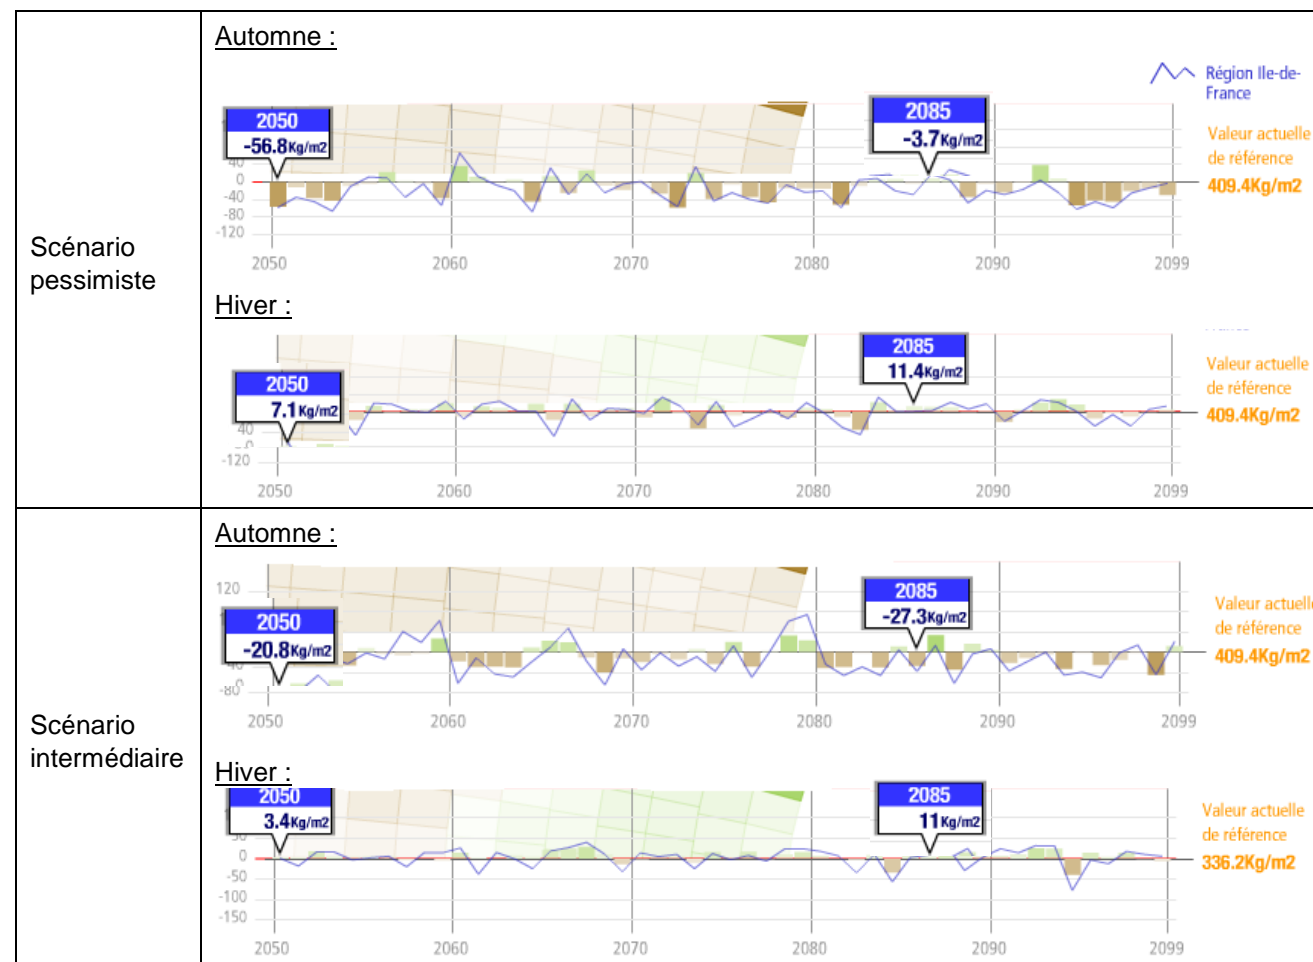 Scénario
pessimiste
Automne :
Région Ile-de-
France
2050
-56.8Kg/m2
2085
-3.7Kg/m2
Valeur actuelle
de référence
409.4Kg/m2
40
0
-40
-80
-120
2050 2060 2070 2080 2090 2099
Hiver :
2050
7.1Kg/m2
2085
11.4Kg/m2
Valeur actuelle
de référence
409.4Kg/m2
40
-120
2050 2060 2070 2080 2090 2099
Scénario
intermédiaire
Automne :
120
2050
-20.8Kg/m2
2085
-27.3Kg/m2
Valeur actuelle
de référence
409.4Kg/m2
-80
2050 2060 2070 2080 2090 2099
Hiver :
2050
3.4Kg/m2
2085
11Kg/m2
Valeur actuelle
de référence
336.2Kg/m2
0
-50
-100
-150
2050 2060 2070 2080 2090 2099